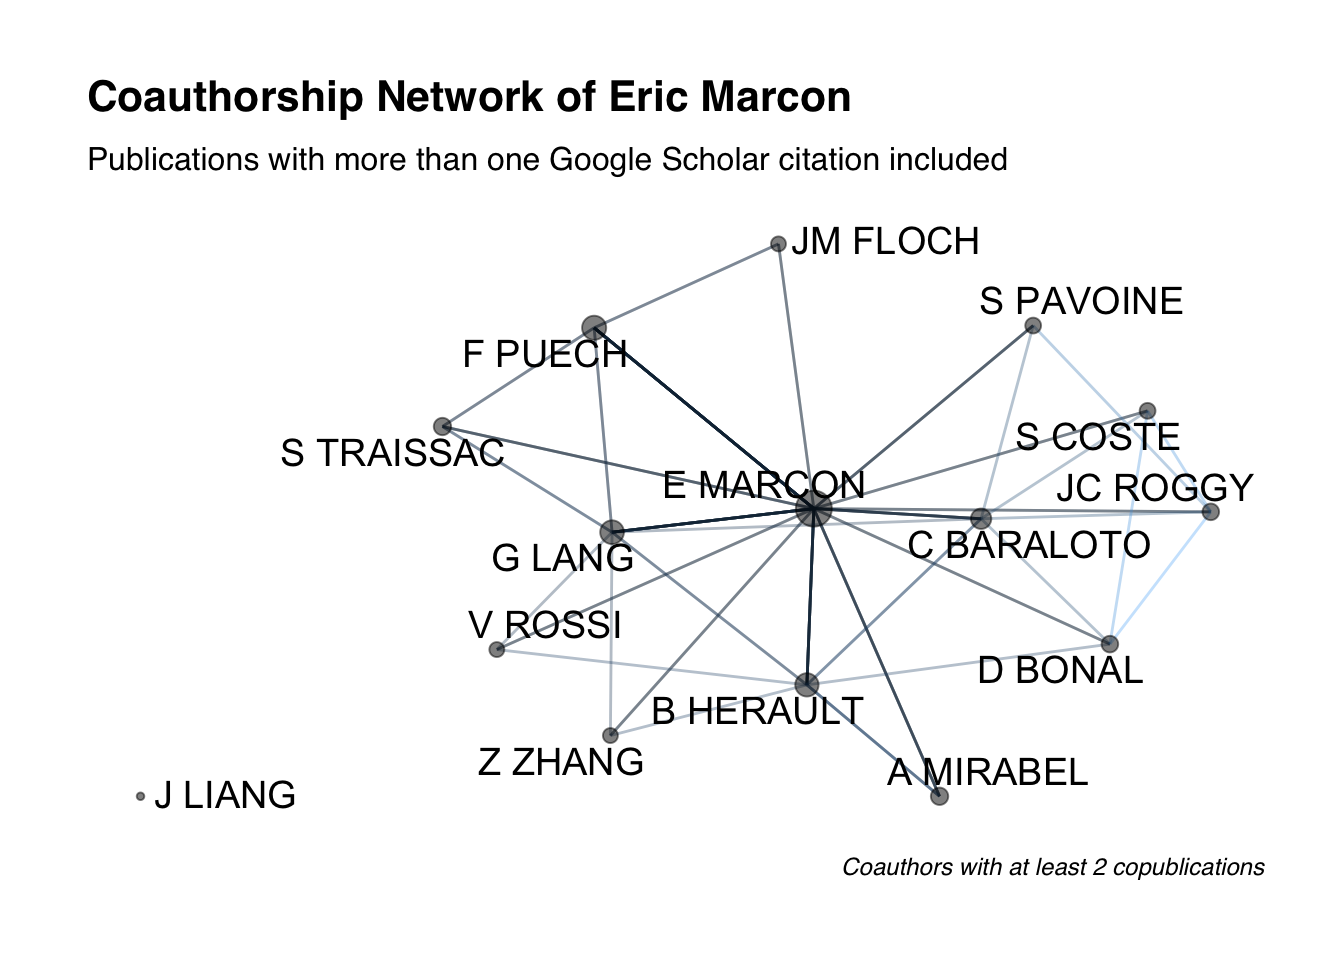 Coauthorship Network of Eric Marcon
Publications with more than one Google Scholar citation included
JM FLOCH
S PAVOINE
F PUECH
S COSTE
S TRAISSAC
E MARCON
JC ROGGY
G LANG
C BARALOTO
V ROSSI
D BONAL
B HERAULT
Z ZHANG
A MIRABEL
J LIANG
Coauthors with at least 2 copublications